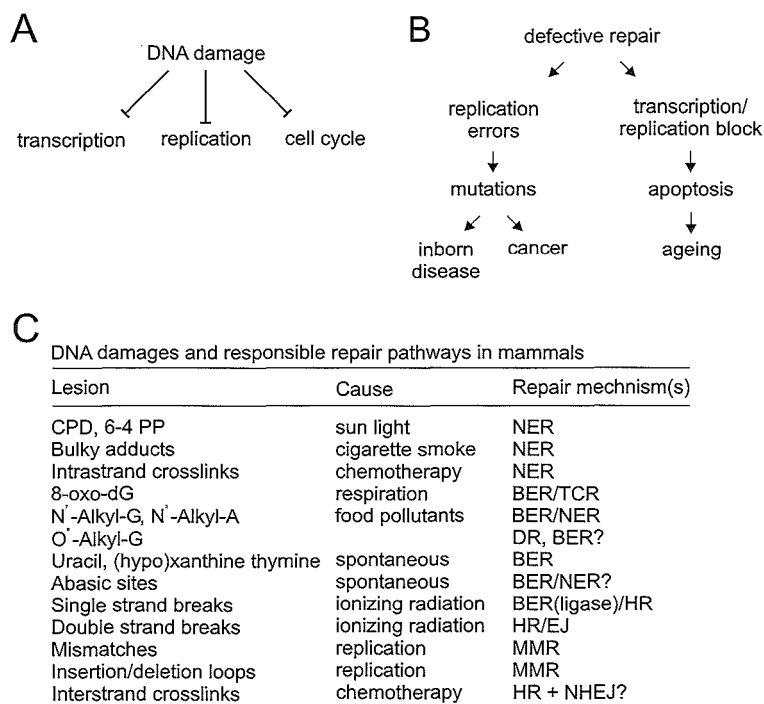 A
DNA damage
transcription replication cell cycle
B
defective repair
replication errors
transcription/ replication block
mutations
apoptosis
inborn disease
cancer
ageing
C
DNA damages and responsible repair pathways in mammals
Lesion Cause Repair mechnism(s)
CPD, 6-4 PP sun light NER
Bulky adducts cigarette smoke NER
Intrastrand crosslinks chemotherapy NER
8-oxo-dG respiration BER/TCR
-Alkyl-G, -Alkyl-A food pollutants BER/NER
-Alkyl-G DR, BER?
Uracil, (hypo)xanthine thymine spontaneous BER
Abasic sites spontaneous BER/NER?
Single strand breaks ionizing radiation BER(ligase)/HR
Double strand breaks ionizing radiation HR/EJ
Mismatches replication MMR
Insertion/deletion loops replication MMR
Interstrand crosslinks chemotherapy HR + NHEJ?